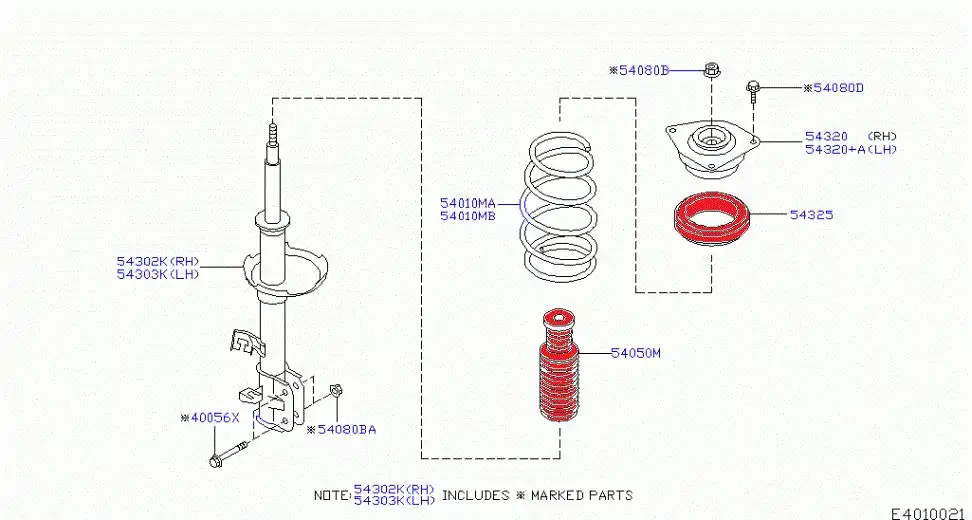 ※54080B
※54080D
54320 (RH)
54320+A(LH)
54010MA
54010MB
54325
54302K(RH)
54303K(LH)
54050M
※40056X
※54080BA
NOTE; 54302K(RH) INCLUDES ※ MARKED PARTS
54303K(LH)
E4010021